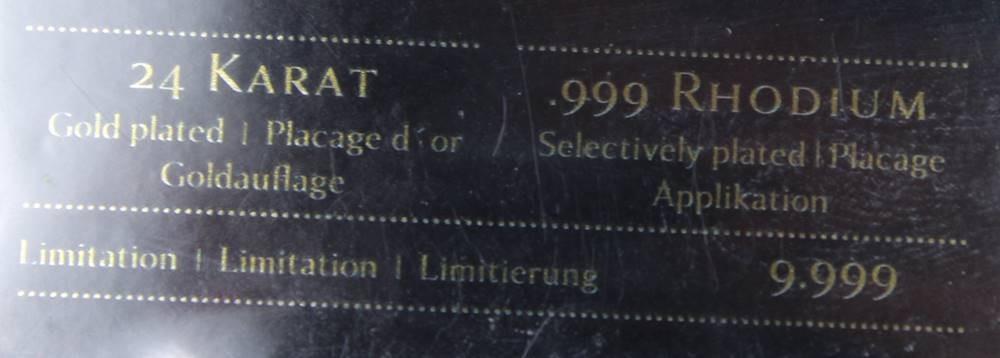 24 KARAT
Gold plated | Placage d'or
Goldauflage
.999 RHODIUM
Selectively plated | Placage
Applikation
Limitation | Limitation | Limitierung
9.999